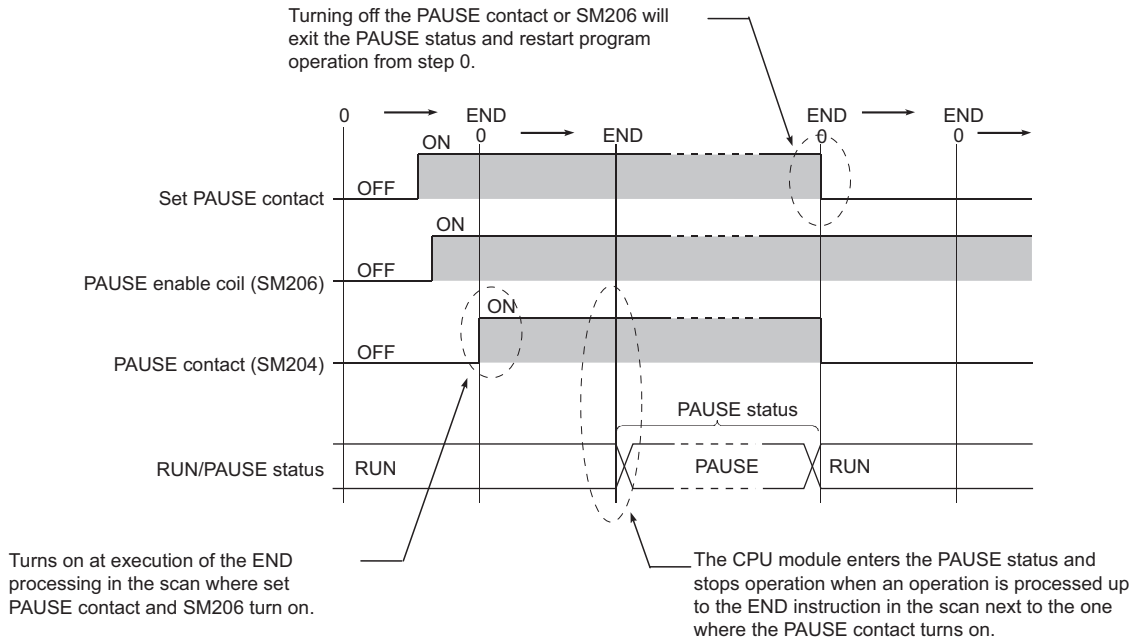 Turning off the PAUSE contact or SM206 will
exit the PAUSE status and restart program
operation from step 0.
0 END END END END
0 0 0
ON
Set PAUSE contact OFF
ON
PAUSE enable coil (SM206) OFF
ON
PAUSE contact (SM204) OFF
PAUSE status
RUN/PAUSE status RUN PAUSE RUN
Turns on at execution of the END
processing in the scan where set
PAUSE contact and SM206 turn on.
The CPU module enters the PAUSE status and
stops operation when an operation is processed up
to the END instruction in the scan next to the one
where the PAUSE contact turns on.